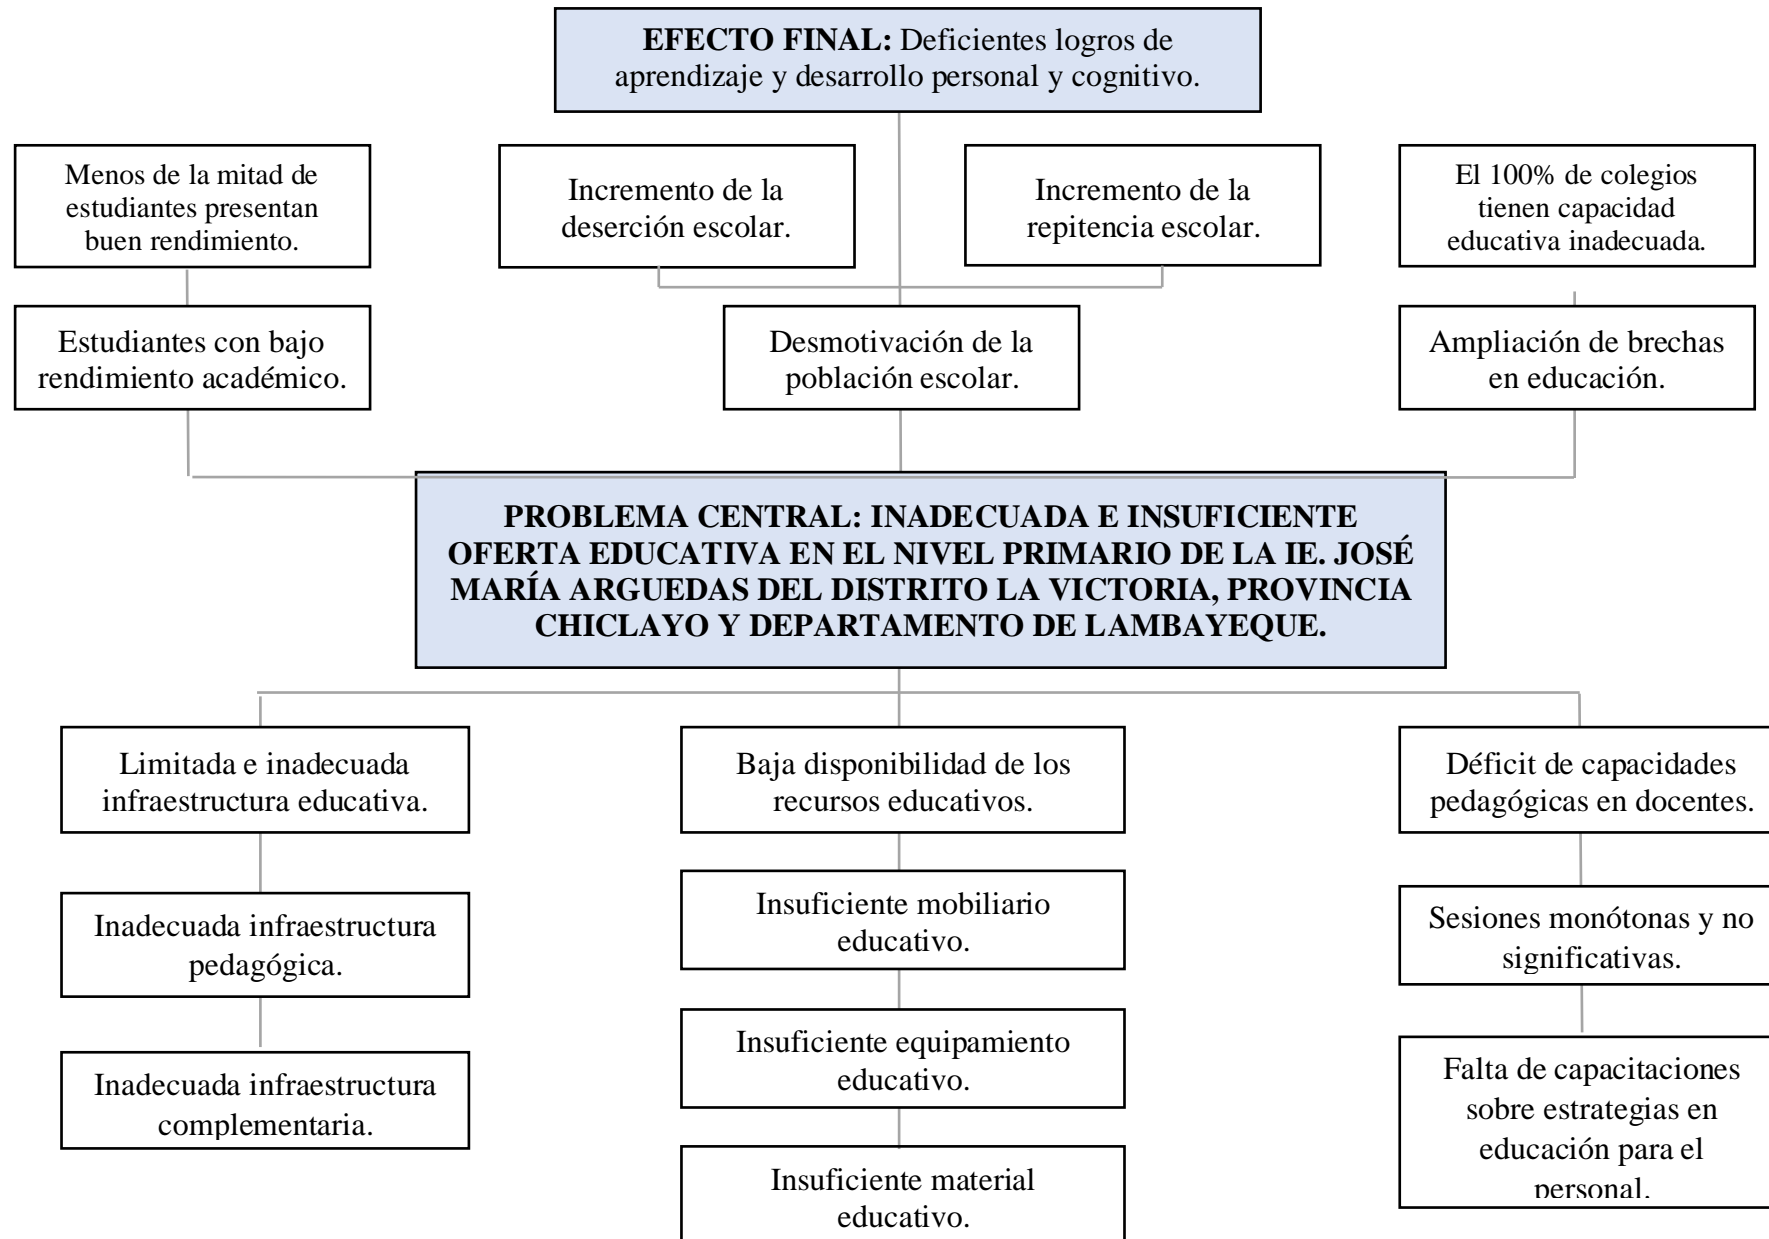 EFECTO FINAL: Deficientes logros de
aprendizaje y desarrollo personal y cognitivo.
Menos de la mitad de
estudiantes presentan
buen rendimiento.
Incremento de la
deserción escolar.
Incremento de la
repitencia escolar.
El 100% de colegios
tienen capacidad
educativa inadecuada.
Estudiantes con bajo
rendimiento académico.
Desmotivación de la
población escolar.
Ampliación de brechas
en educación.
PROBLEMA CENTRAL: INADECUADA E INSUFICIENTE
OFERTA EDUCATIVA EN EL NIVEL PRIMARIO DE LA IE. JOSÉ
MARÍA ARGUEDAS DEL DISTRITO LA VICTORIA, PROVINCIA
CHICLAYO Y DEPARTAMENTO DE LAMBAYEQUE.
Limitada e inadecuada
infraestructura educativa.
Baja disponibilidad de los
recursos educativos.
Déficit de capacidades
pedagógicas en docentes.
Inadecuada infraestructura
pedagógica.
Insuficiente mobiliario
educativo.
Sesiones monótonas y no
significativas.
Inadecuada infraestructura
complementaria.
Insuficiente equipamiento
educativo.
Falta de capacitaciones
sobre estrategias en
educación para el
personal.
Insuficiente material
educativo.